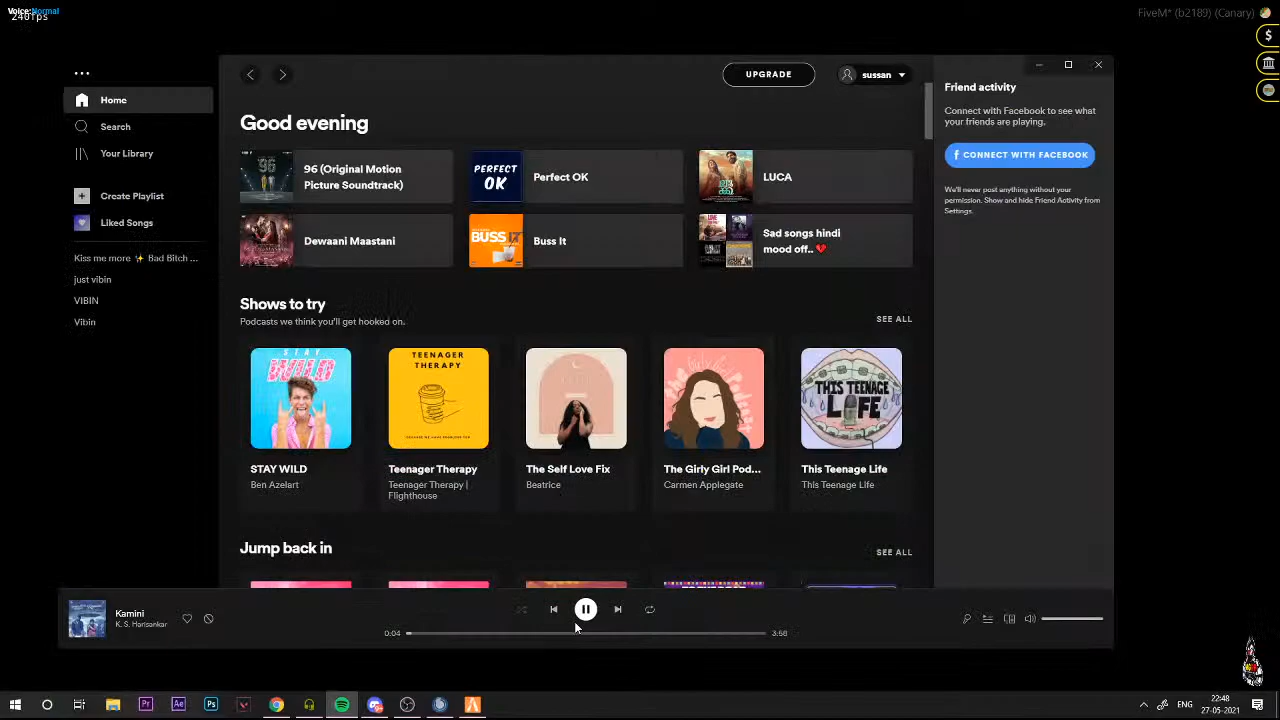 Voice:Normal
240fps
FiveM* (b2189) (Canary)
Home
Search
Your Library
Create Playlist
Liked Songs
Kiss me more ✨ Bad Bitch ...
just vibin
VIBIN
Vibin
UPGRADE
sussan
Good evening
96 (Original Motion
Picture Soundtrack)
PERFECT
OK
Perfect OK
LUCA
Dewaani Maastani
BUSS IT
Buss It
Sad songs hindi
mood off.. 💔
Shows to try
Podcasts we think you'll get hooked on.
SEE ALL
STAY
WILD
TEENAGER
THERAPY
THIS TEENAGE
LIFE
STAY WILD
Ben Azelart
Teenager Therapy
Teenager Therapy |
Flighthouse
The Self Love Fix
Beatrice
The Girly Girl Pod...
Carmen Applegate
This Teenage Life
This Teenage Life
Jump back in
SEE ALL
Friend activity
Connect with Facebook to see what
your friends are playing.
f CONNECT WITH FACEBOOK
We'll never post anything without your
permission. Show and hide Friend Activity from
Settings.
Kamini
K. S. Harisankar
0:04
3:56
Pr
Ae
Ps
ENG
22:48
27-05-2021